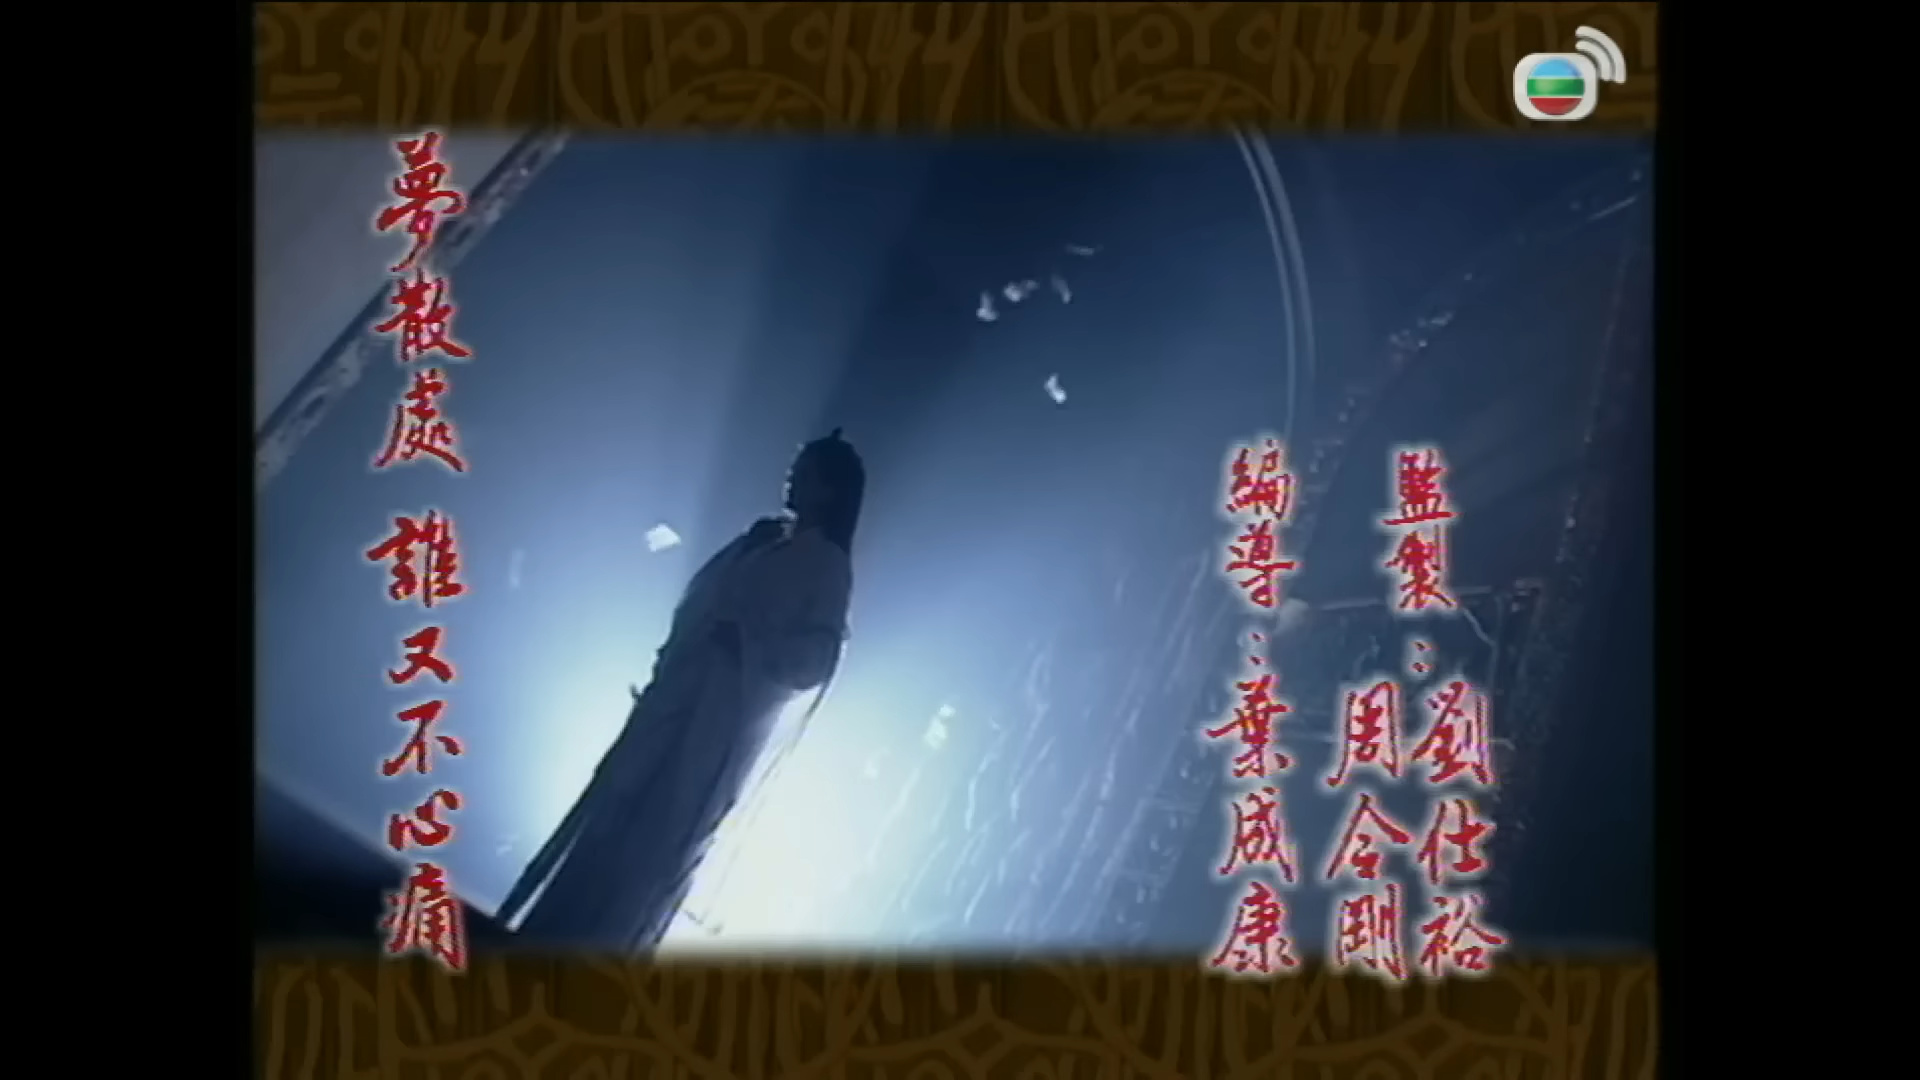 監製：劉仕裕
周令剛
編導：葉成康
夢散處 誰又不心痛